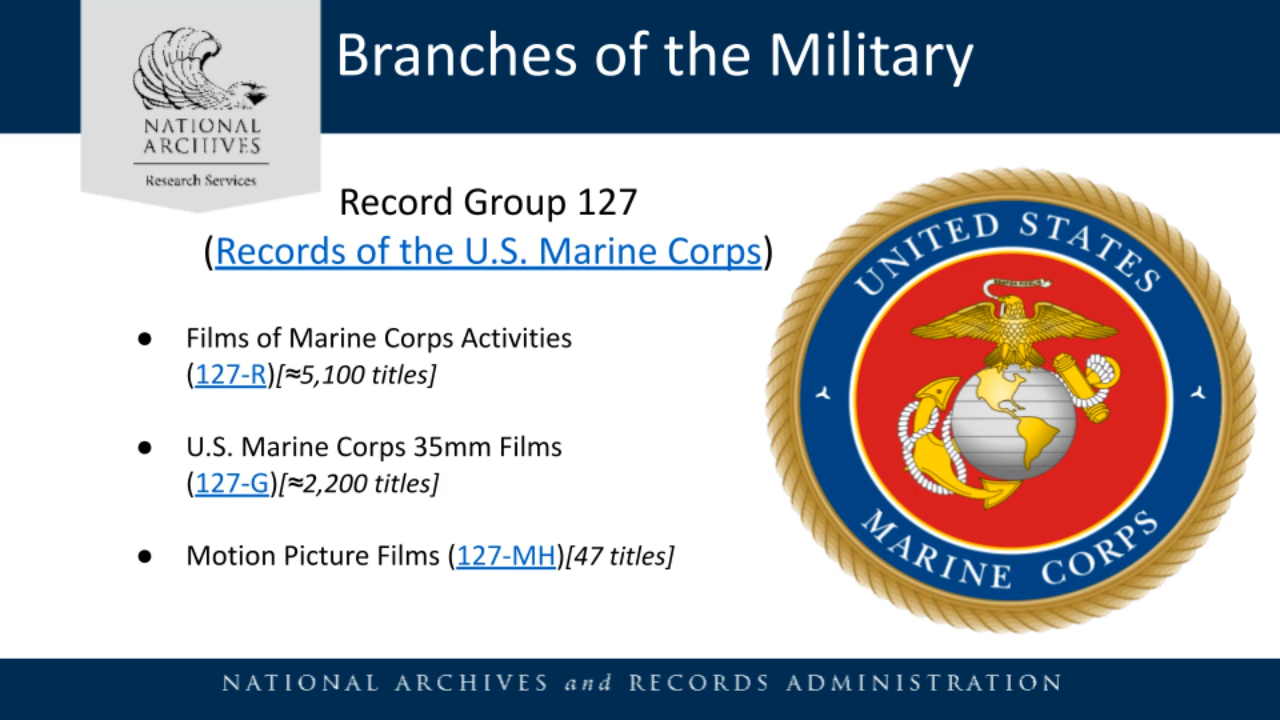 Branches of the Military
NATIONAL
ARCHIVES
Research Services
Record Group 127
(Records of the U.S. Marine Corps)
● Films of Marine Corps Activities
(127-R)[≈5,100 titles]
● U.S. Marine Corps 35mm Films
(127-G)[≈2,200 titles]
● Motion Picture Films (127-MH)[47 titles]
UNITED STATES
MARINE CORPS
NATIONAL ARCHIVES and RECORDS ADMINISTRATION